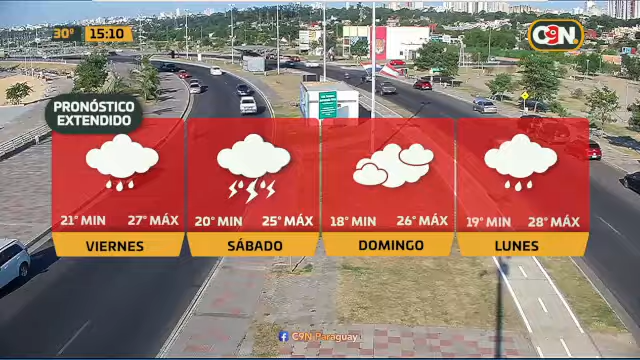 30°
15:10
C9N
PRONÓSTICO
EXTENDIDO
21° MIN 27° MÁX
VIERNES
20° MIN 25° MÁX
SÁBADO
18° MIN 26° MÁX
DOMINGO
19° MIN 28° MÁX
LUNES
C9N Paraguay